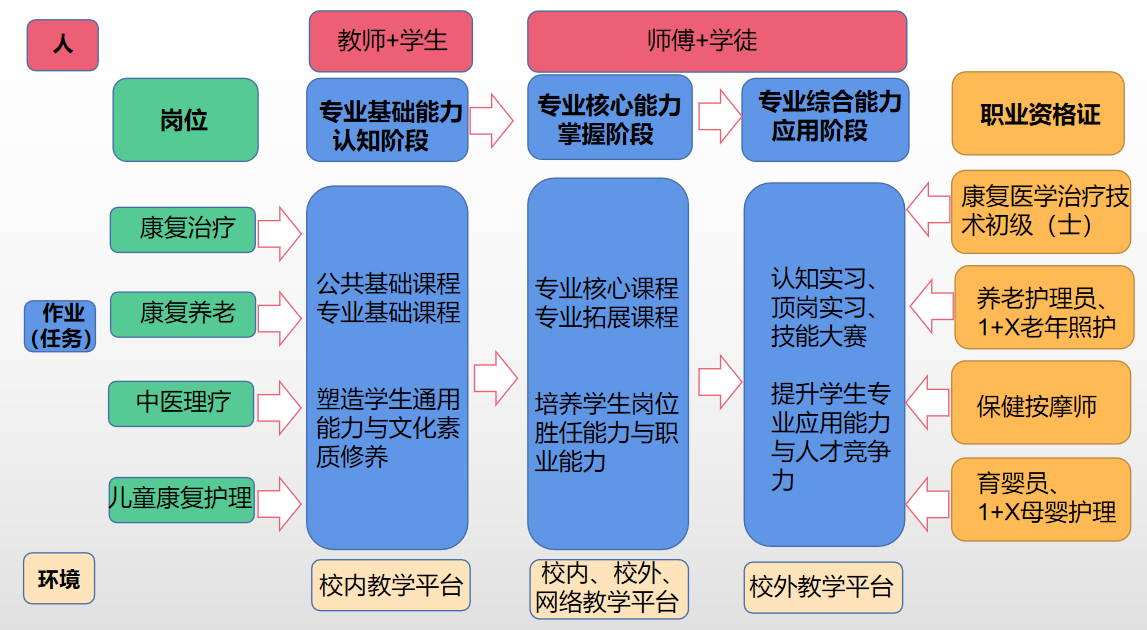 人
教师+学生
师傅+学徒
岗位
专业基础能力
认知阶段
专业核心能力
掌握阶段
专业综合能力
应用阶段
职业资格证
作业
(任务)
康复治疗
康复养老
中医理疗
儿童康复护理
公共基础课程
专业基础课程
塑造学生通用
能力与文化素
质修养
专业核心课程
专业拓展课程
培养学生岗位
胜任能力与职
业能力
认知实习、
顶岗实习、
技能大赛
提升学生专
业应用能力
与人才竞争
力
康复医学治疗技
术初级（士）
养老护理员、
1+X老年照护
保健按摩师
育婴员、
1+X母婴护理
环境
校内教学平台
校内、校外、
网络教学平台
校外教学平台